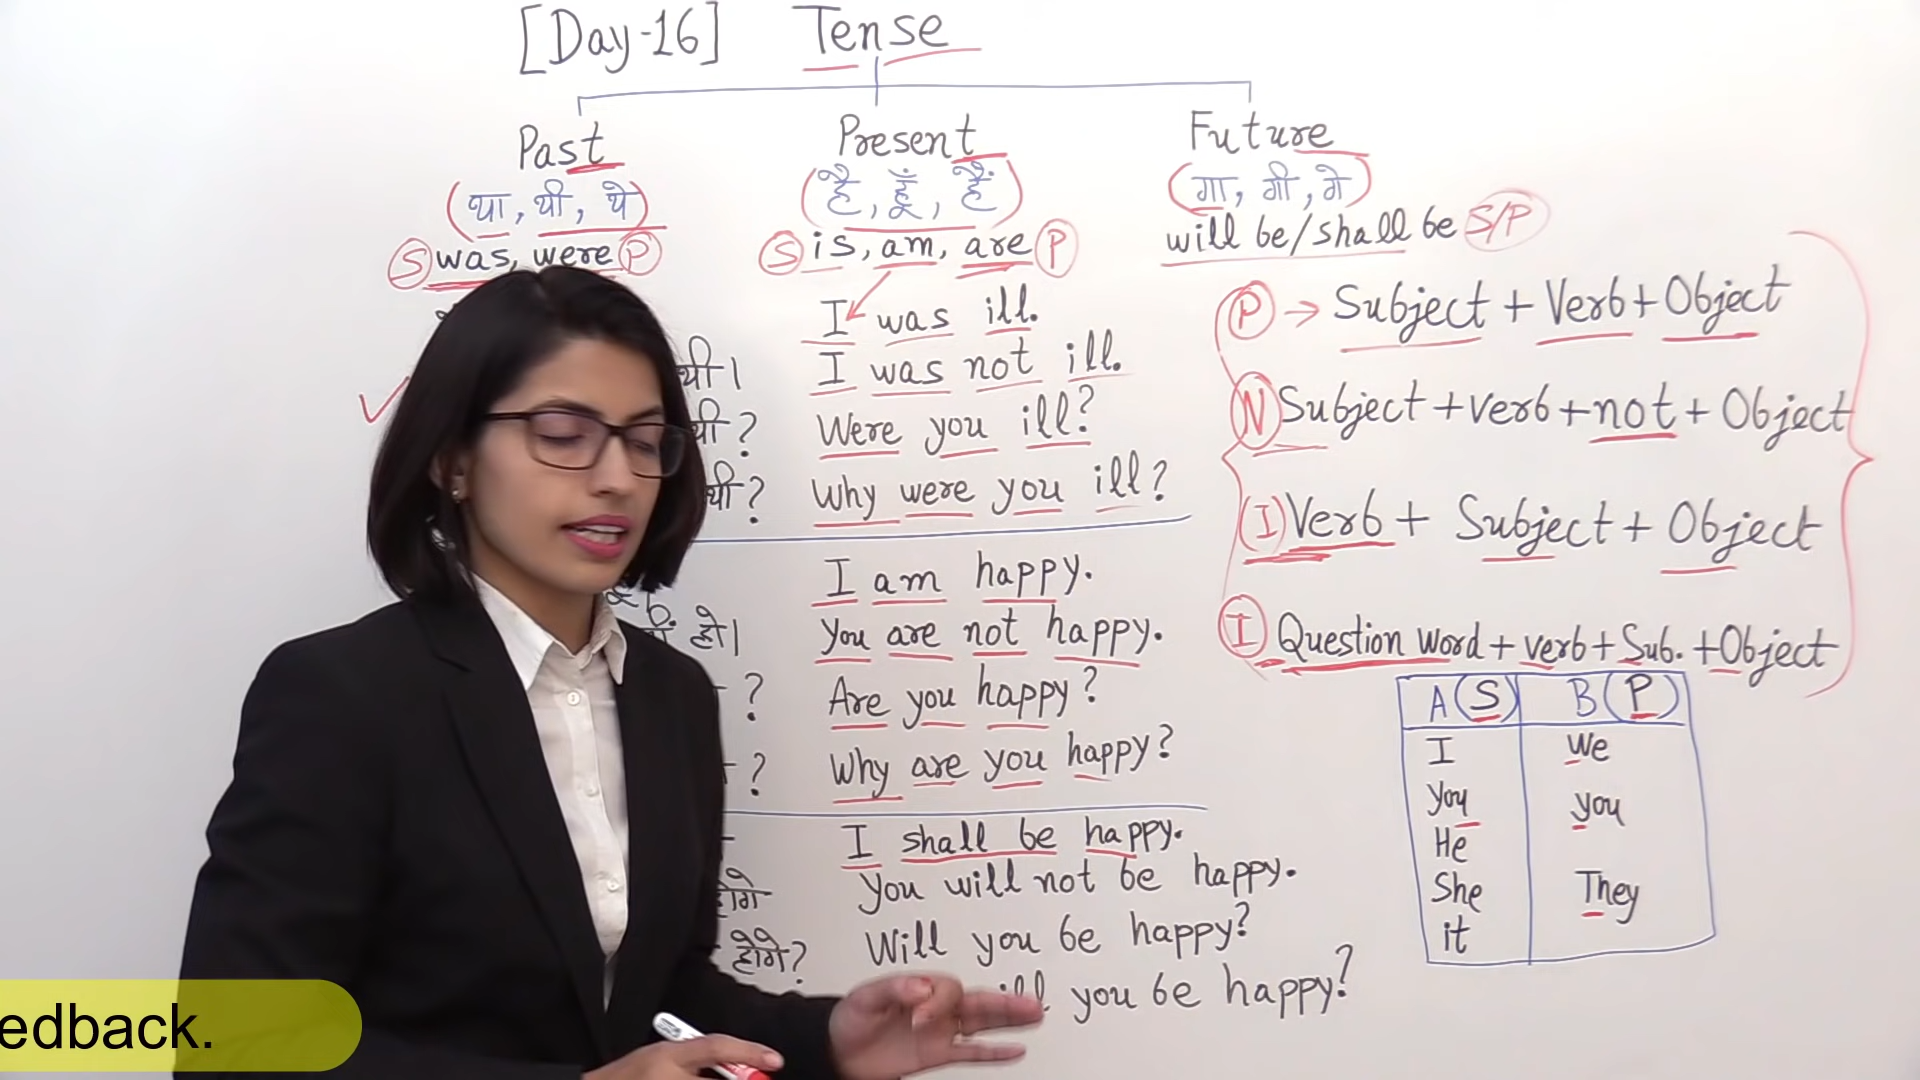 [Day-16] Tense
Past Present Future
(था, थी, थे) (है, हूँ, हैं) (गा, गी, गे)
S was, were P S is, am, are P will be/shall be S/P
I was ill.
थी। I was not ill.
थी? Were you ill?
थी? Why were you ill?
P → Subject + Verb + Object
N Subject + verb + not + Object
I Verb + Subject + Object
I Question word + verb + Sub. + Object
I am happy.
हो। You are not happy.
? Are you happy?
? Why are you happy?
I shall be happy.
You will not be happy.
होगे? Will you be happy?
you be happy?
A (S) B (P)
I We
You You
He
She They
it
edback.